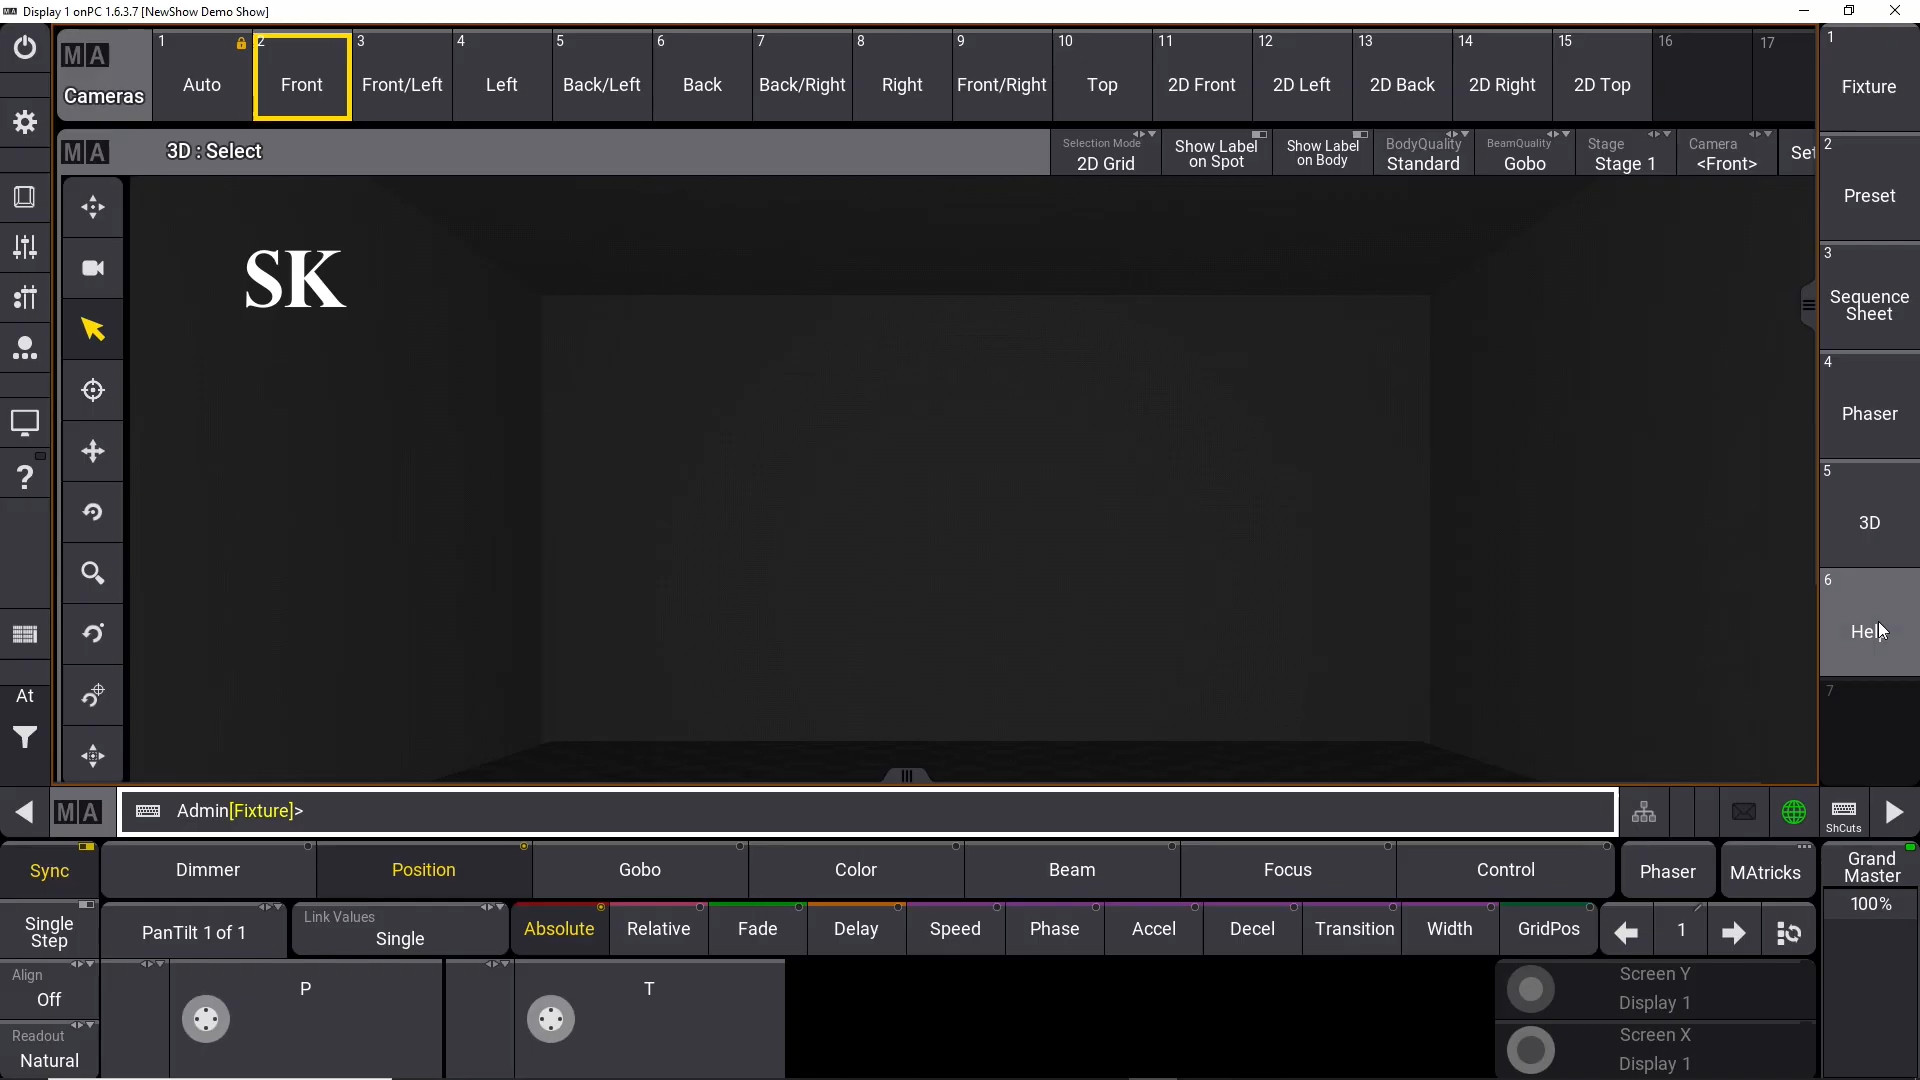 Display 1 onPC 1.6.3.7 [NewShow Demo Show]
MA
Cameras
1
Auto
2
Front
3
Front/Left
4
Left
5
Back/Left
6
Back
7
Back/Right
8
Right
9
Front/Right
10
Top
11
2D Front
12
2D Left
13
2D Back
14
2D Right
15
2D Top
16
17
1
Fixture
MA
3D : Select
Selection Mode
2D Grid
Show Label
on Spot
Show Label
on Body
BodyQuality
Standard
BeamQuality
Gobo
Stage
Stage 1
Camera
<Front>
Set
2
Preset
SK
3
Sequence
Sheet
4
Phaser
5
3D
6
Help
7
?
At
MA
Admin[Fixture]>
ShCuts
Sync
Dimmer
Position
Gobo
Color
Beam
Focus
Control
Phaser
MAtricks
Grand
Master
100%
Single
Step
PanTilt 1 of 1
Link Values
Single
Absolute
Relative
Fade
Delay
Speed
Phase
Accel
Decel
Transition
Width
GridPos
1
Align
Off
P
T
Screen Y
Display 1
Readout
Natural
Screen X
Display 1